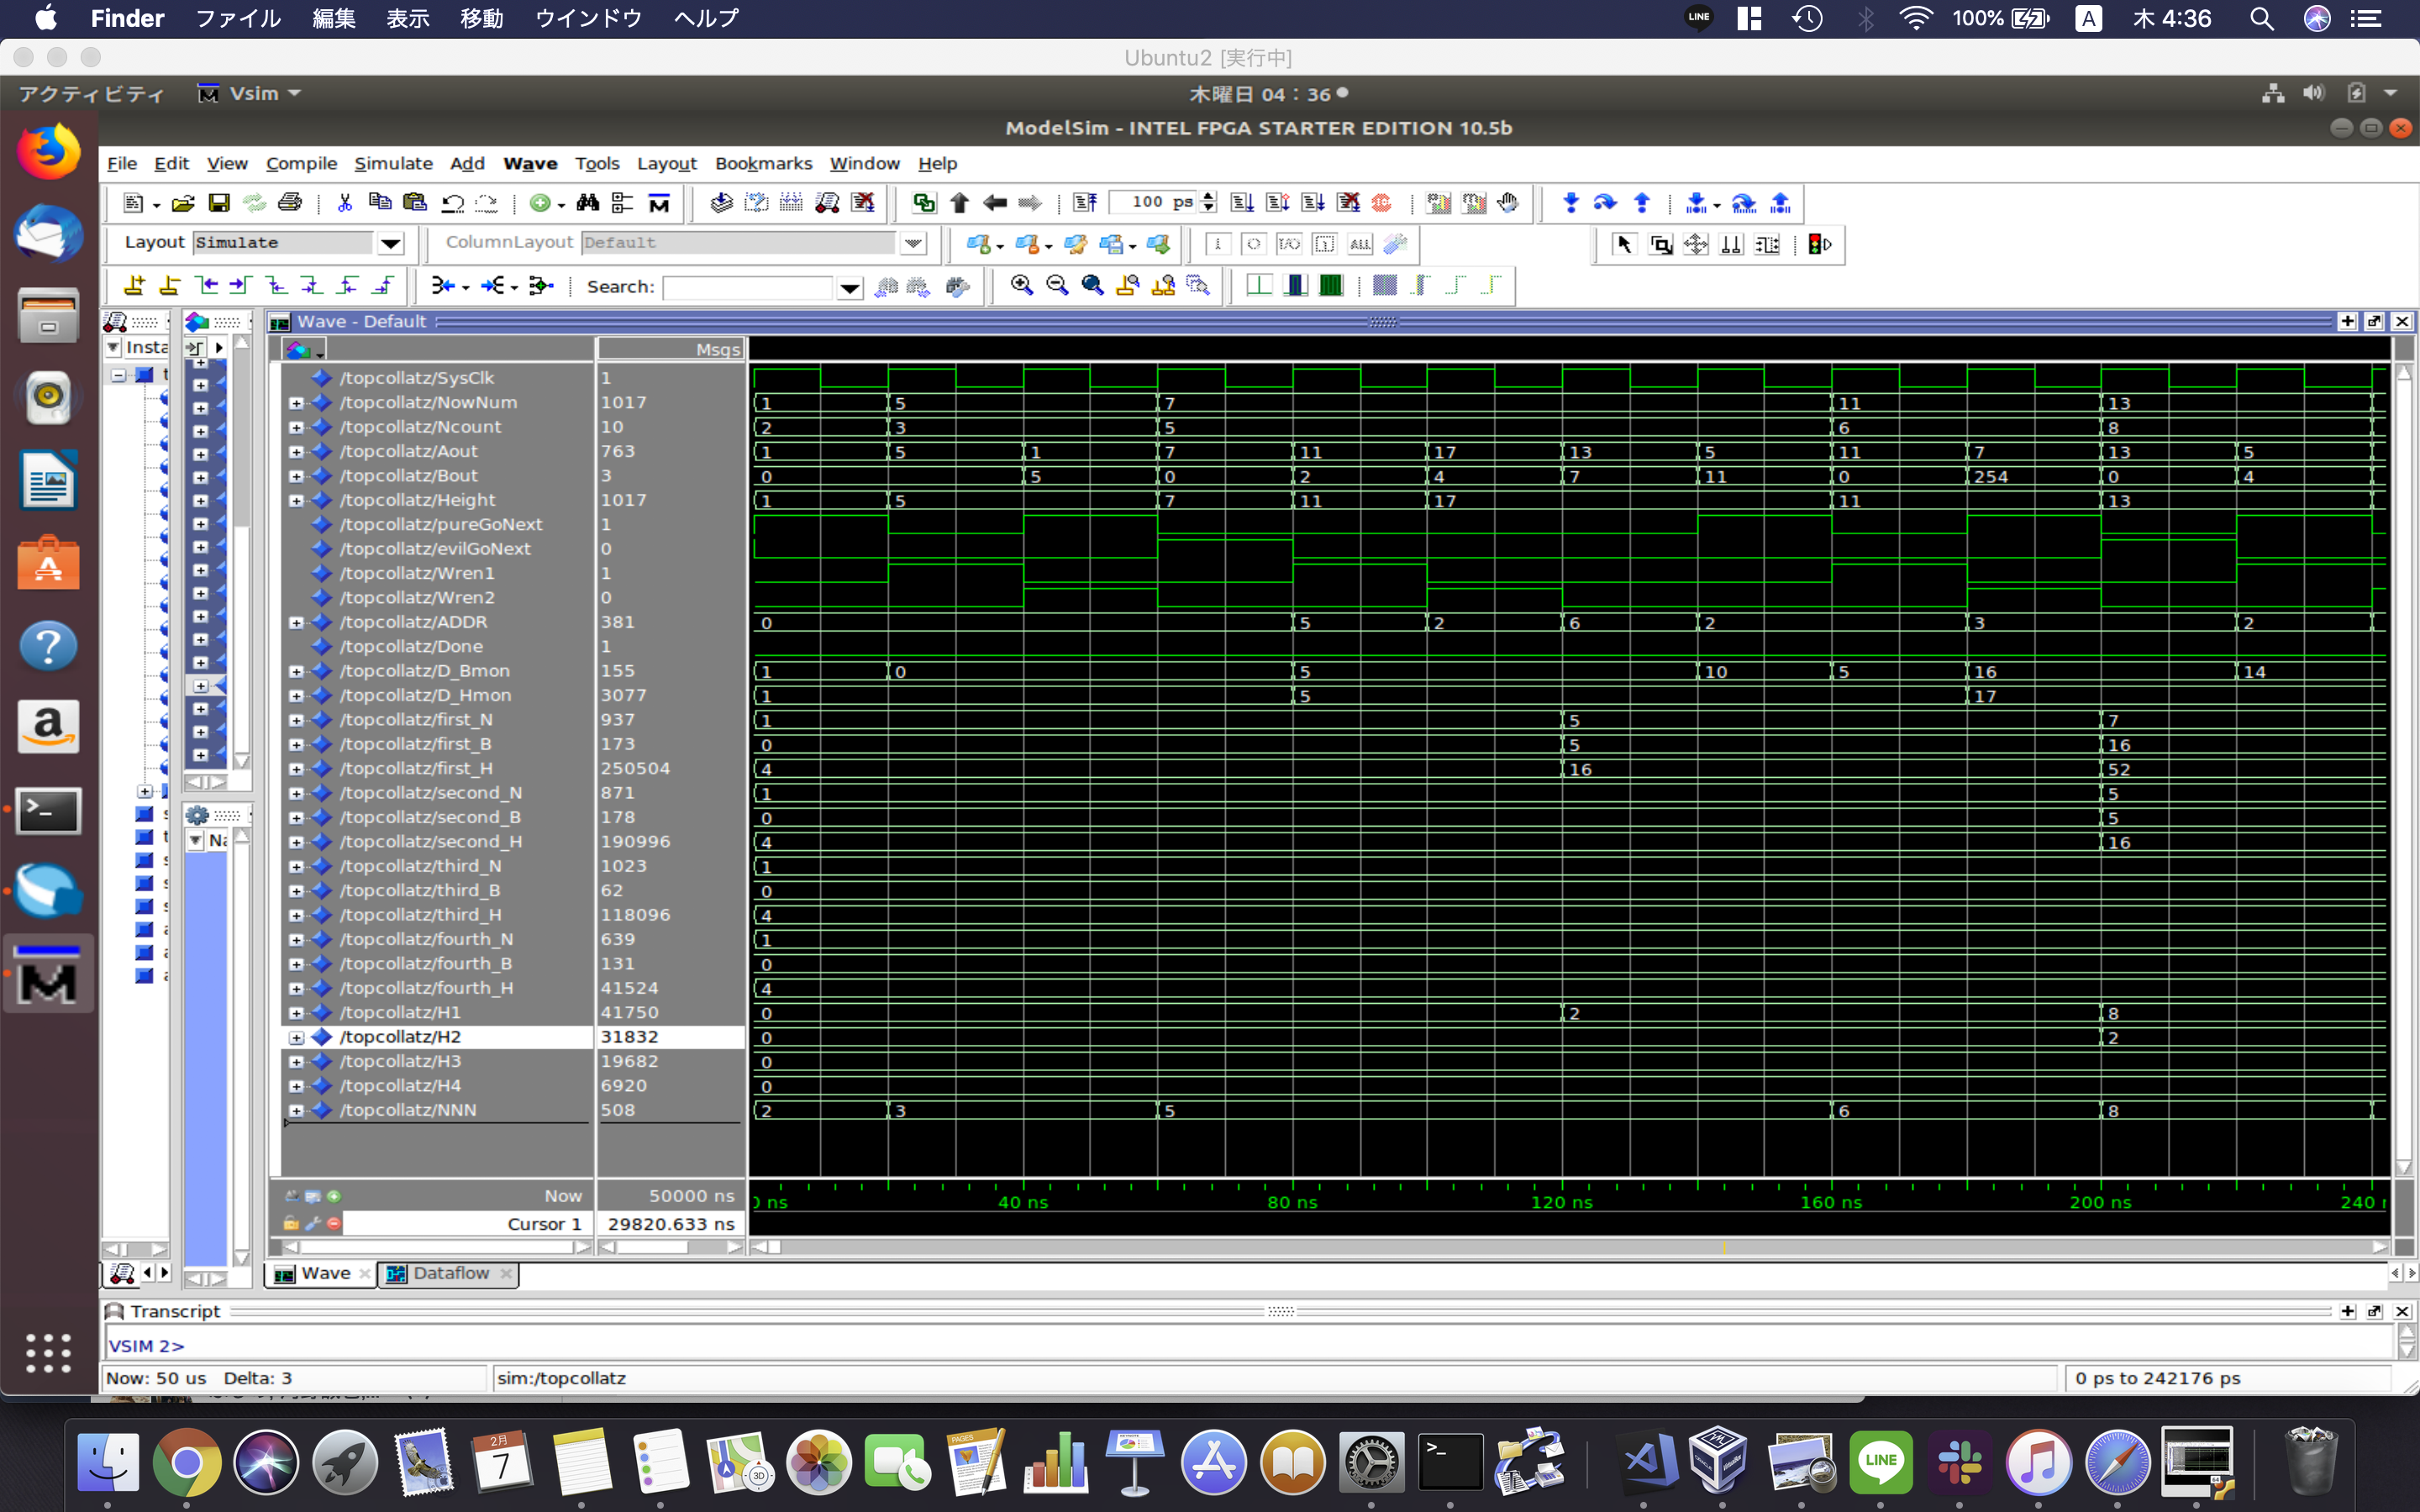 Finder ファイル 編集 表示 移動 ウインドウ ヘルプ LINE 100% A 木 4:36
Ubuntu2 [実行中]
アクティビティ Vsim 木曜日 04：36
ModelSim - INTEL FPGA STARTER EDITION 10.5b
File Edit View Compile Simulate Add Wave Tools Layout Bookmarks Window Help
100 ps
Layout Simulate ColumnLayout Default ALL
Search:
Wave - Default
Insta
Msgs
/topcollatz/SysClk 1
/topcollatz/NowNum 1017 1 5 7 11 13
/topcollatz/Ncount 10 2 3 5 6 8
/topcollatz/Aout 763 1 5 1 7 11 17 13 5 11 7 13 5
/topcollatz/Bout 3 0 5 0 2 4 7 11 0 254 0 4
/topcollatz/Height 1017 1 5 7 11 17 11 13
/topcollatz/pureGoNext 1
/topcollatz/evilGoNext 0
/topcollatz/Wren1 1
/topcollatz/Wren2 0
/topcollatz/ADDR 381 0 5 2 6 2 3 2
/topcollatz/Done 1
/topcollatz/D_Bmon 155 1 0 5 10 5 16 14
/topcollatz/D_Hmon 3077 1 5 17
/topcollatz/first_N 937 1 5 7
/topcollatz/first_B 173 0 5 16
/topcollatz/first_H 250504 4 16 52
/topcollatz/second_N 871 1 5
/topcollatz/second_B 178 0 5
/topcollatz/second_H 190996 4 16
/topcollatz/third_N 1023 1
/topcollatz/third_B 62 0
/topcollatz/third_H 118096 4
/topcollatz/fourth_N 639 1
/topcollatz/fourth_B 131 0
/topcollatz/fourth_H 41524 4
/topcollatz/H1 41750 0 2 8
/topcollatz/H2 31832 0 2
/topcollatz/H3 19682 0
/topcollatz/H4 6920 0
/topcollatz/NNN 508 2 3 5 6 8
Now 50000 ns
0 ns 40 ns 80 ns 120 ns 160 ns 200 ns 240
Cursor 1 29820.633 ns
Wave Dataflow
Transcript
VSIM 2>
Now: 50 us Delta: 3 sim:/topcollatz 0 ps to 242176 ps
2月
7
PAGES
3D
LINE